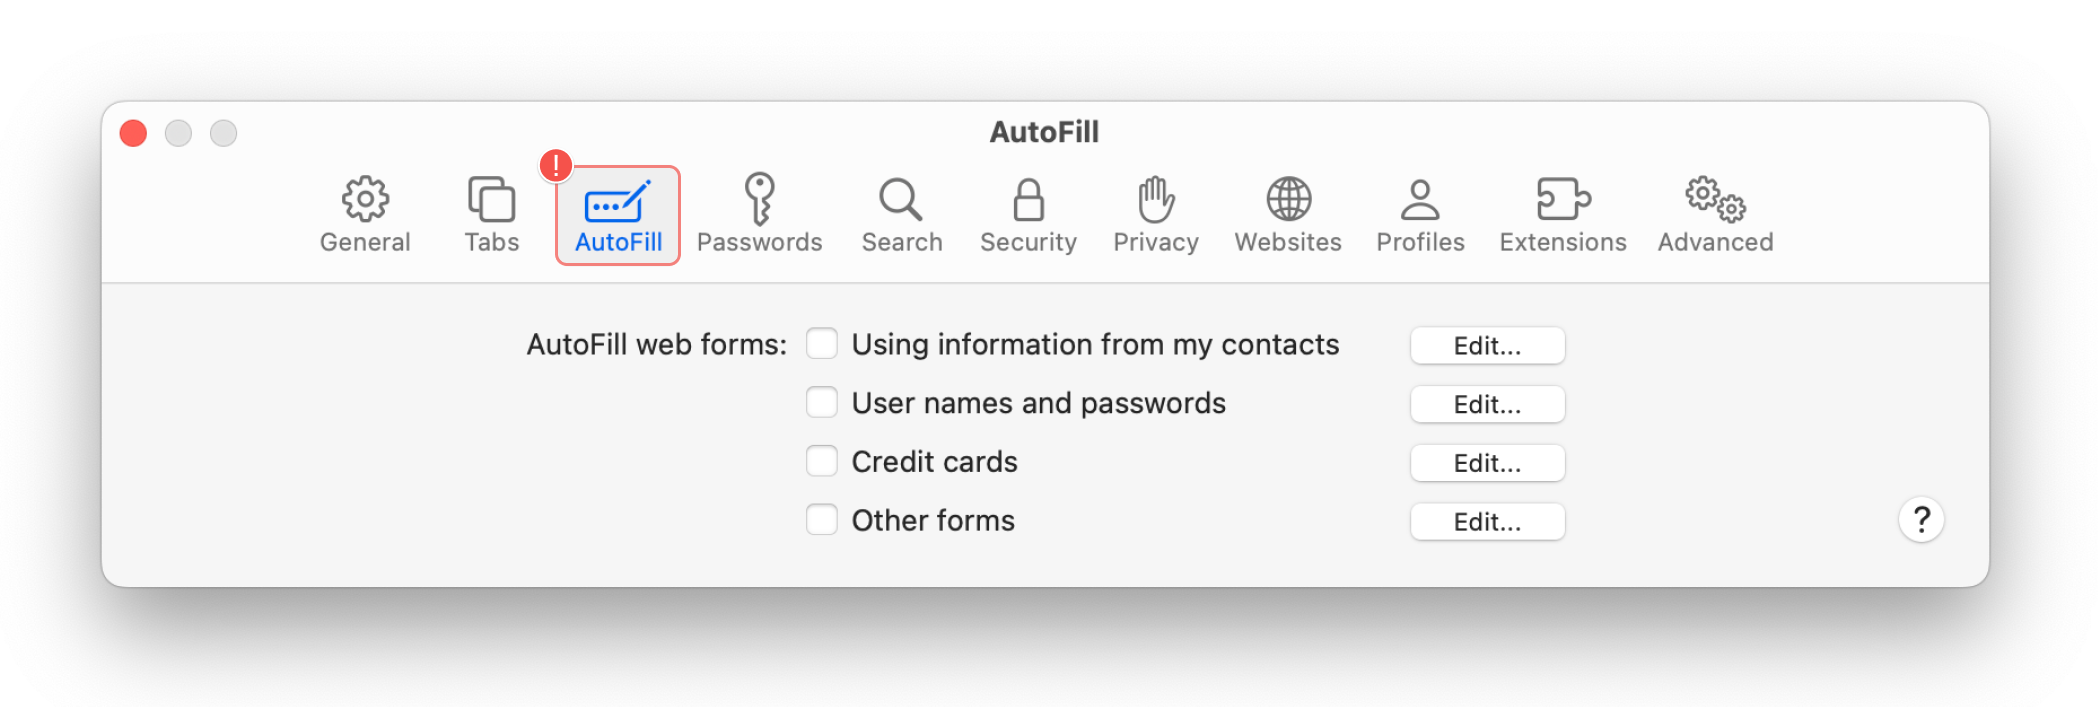 AutoFill
!
General Tabs AutoFill Passwords Search Security Privacy Websites Profiles Extensions Advanced
AutoFill web forms: Using information from my contacts Edit...
User names and passwords Edit...
Credit cards Edit...
Other forms Edit...
?